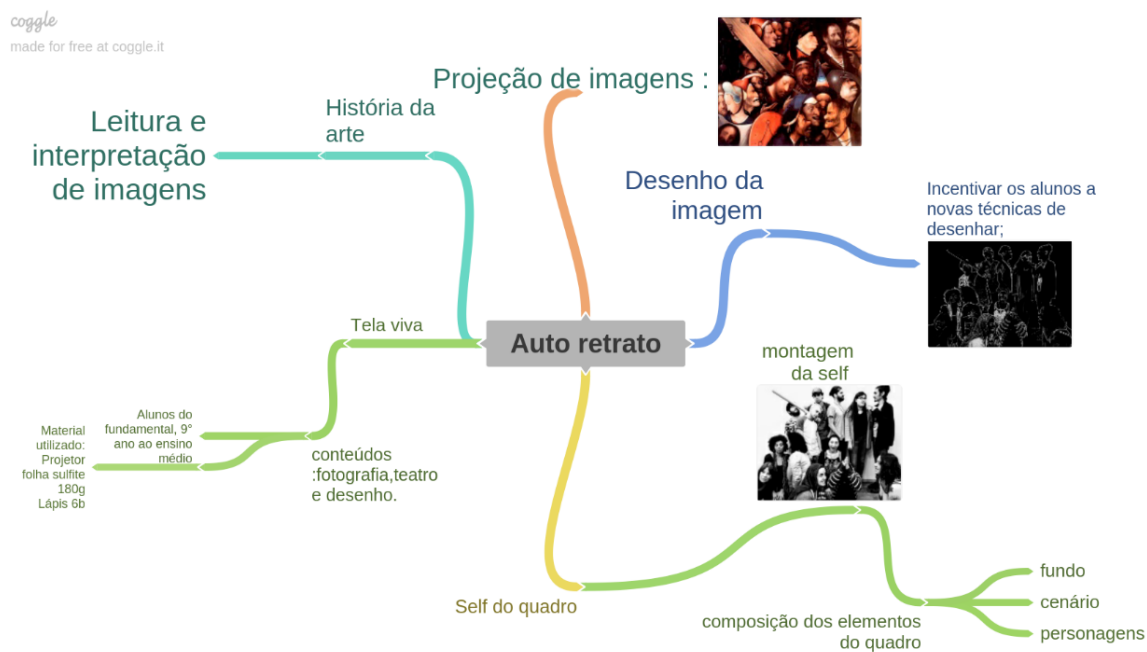 coggle
made for free at coggle.it
Projeção de imagens :
História da
arte
Leitura e
interpretação
de imagens
Desenho da
imagem
Incentivar os alunos a
novas técnicas de
desenhar;
Tela viva
Auto retrato
montagem
da self
Alunos do
fundamental, 9°
ano ao ensino
médio
Material
utilizado:
Projetor
folha sulfite
180g
Lápis 6b
conteúdos
:fotografia,teatro
e desenho.
Self do quadro
composição dos elementos
do quadro
fundo
cenário
personagens